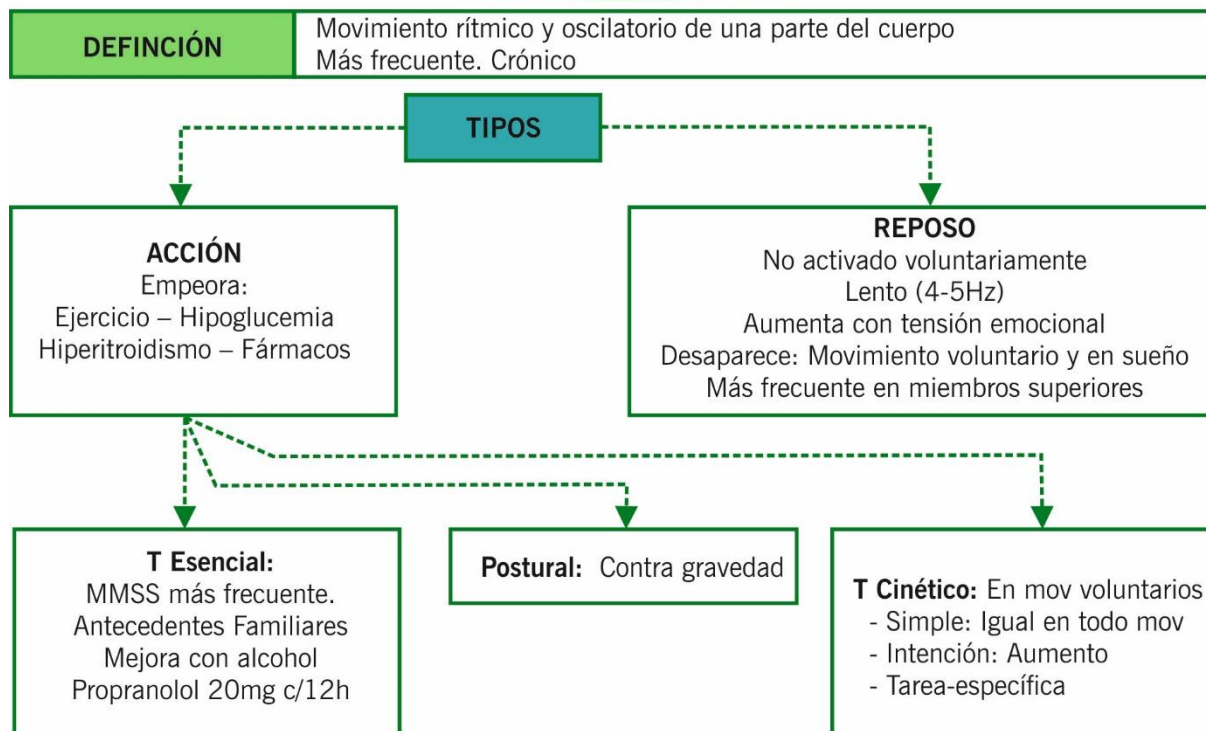 DEFINCIÓN
Movimiento rítmico y oscilatorio de una parte del cuerpo
Más frecuente. Crónico
TIPOS
ACCIÓN
Empeora:
Ejercicio – Hipoglucemia
Hiperitroidismo – Fármacos
REPOSO
No activado voluntariamente
Lento (4-5Hz)
Aumenta con tensión emocional
Desaparece: Movimiento voluntario y en sueño
Más frecuente en miembros superiores
T Esencial:
MMSS más frecuente.
Antecedentes Familiares
Mejora con alcohol
Propranolol 20mg c/12h
Postural: Contra gravedad
T Cinético: En mov voluntarios
- Simple: Igual en todo mov
- Intención: Aumento
- Tarea-específica